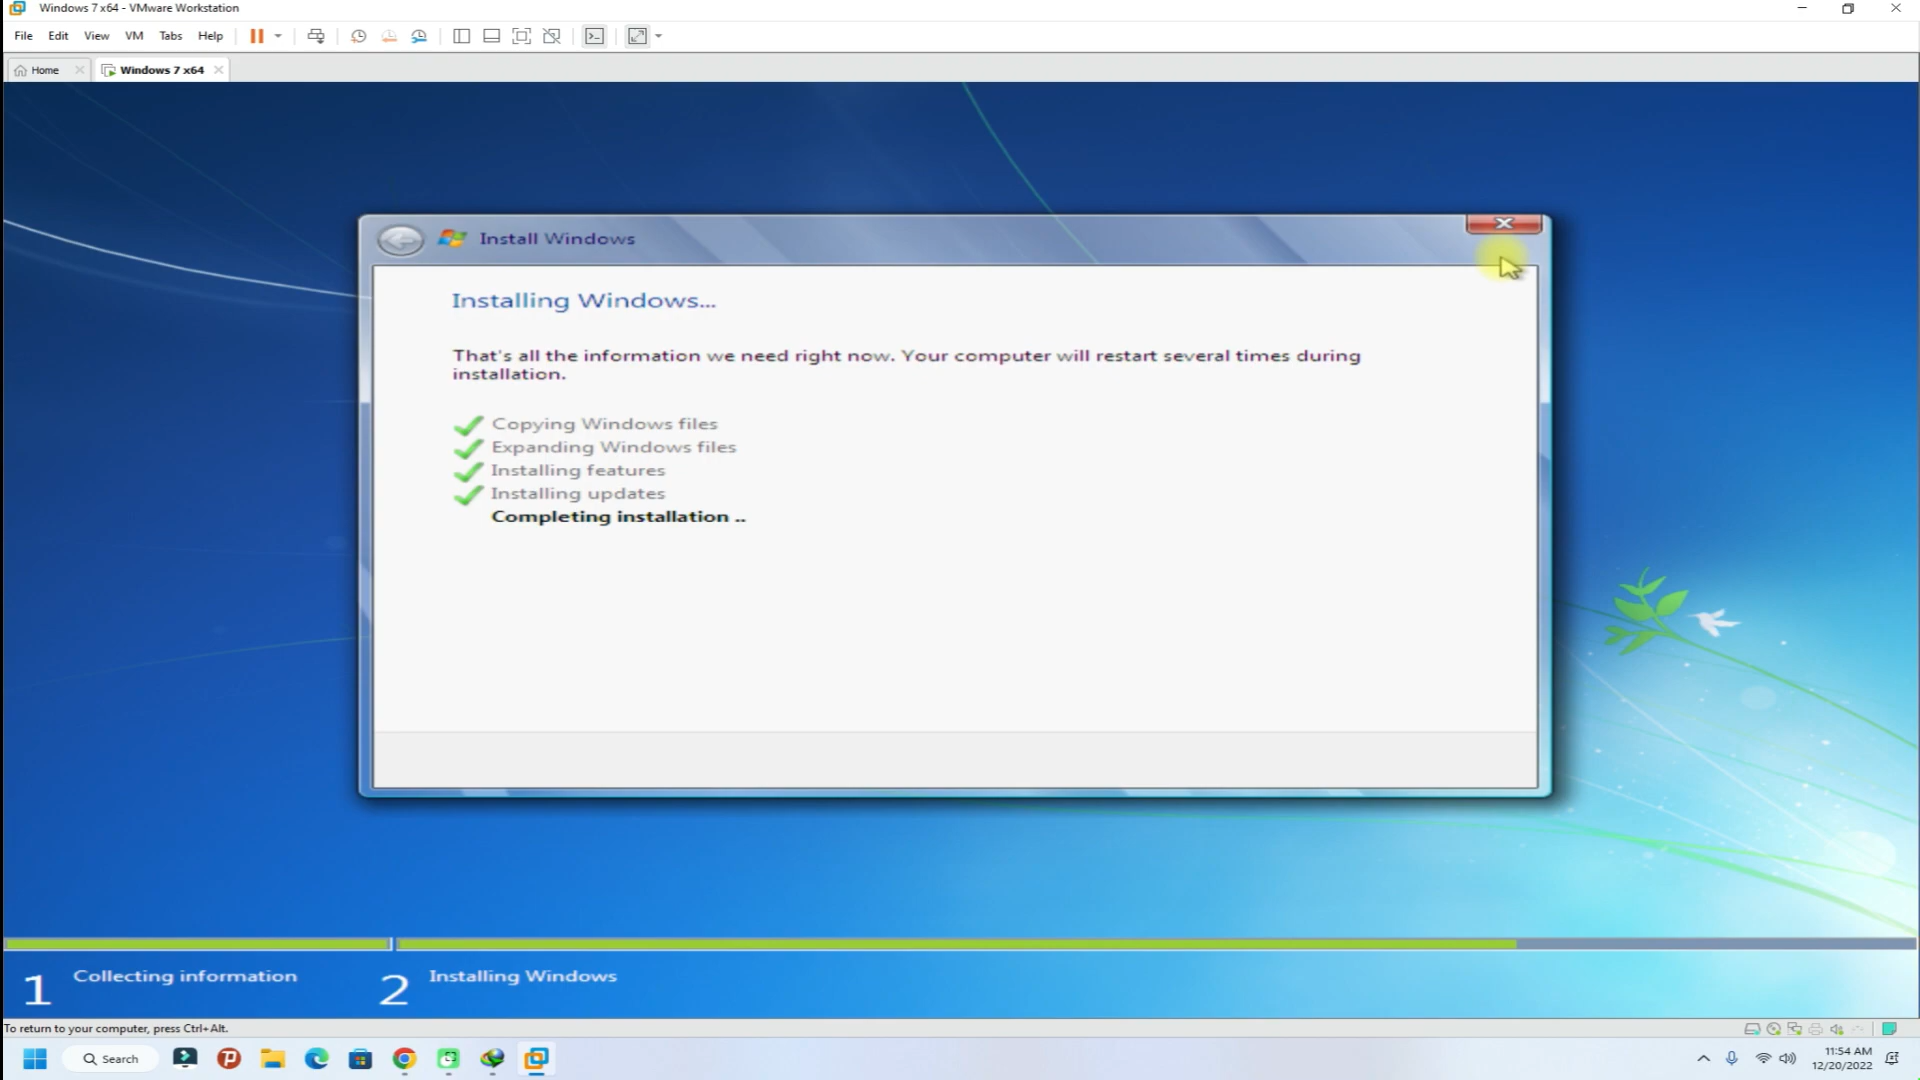 Windows 7 x64 - VMware Workstation
File Edit View VM Tabs Help
Home Windows 7 x64
Install Windows
Installing Windows...
That's all the information we need right now. Your computer will restart several times during
installation.
Copying Windows files
Expanding Windows files
Installing features
Installing updates
Completing installation ..
1 Collecting information 2 Installing Windows
To return to your computer, press Ctrl+Alt.
Search
11:54 AM
12/20/2022